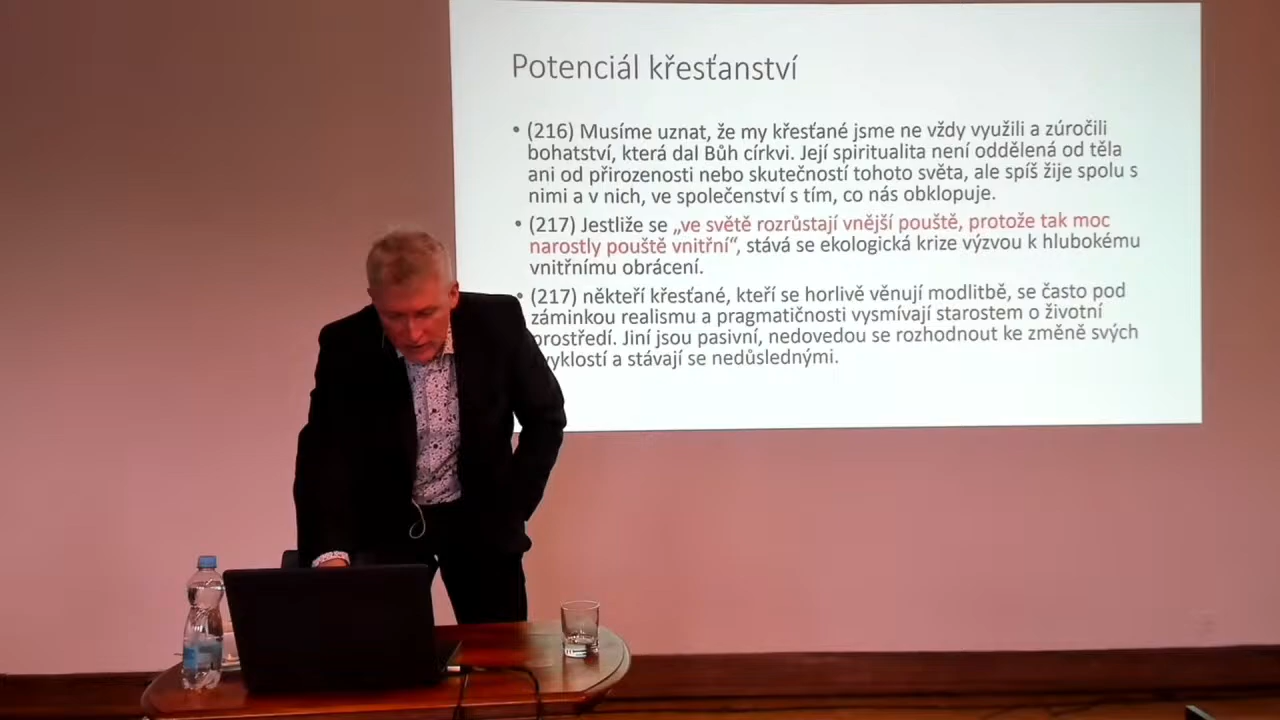 Potenciál křesťanství
• (216) Musíme uznat, že my křesťané jsme ne vždy využili a zúročili
bohatství, která dal Bůh církvi. Její spiritualita není oddělená od těla
ani od přirozenosti nebo skutečností tohoto světa, ale spíš žije spolu s
nimi a v nich, ve společenství s tím, co nás obklopuje.
• (217) Jestliže se „ve světě rozrůstají vnější pouště, protože tak moc
narostly pouště vnitřní“, stává se ekologická krize výzvou k hlubokému
vnitřnímu obrácení.
• (217) někteří křesťané, kteří se horlivě věnují modlitbě, se často pod
záminkou realismu a pragmatičnosti vysmívají starostem o životní
prostředí. Jiní jsou pasivní, nedovedou se rozhodnout ke změně svých
vyklostí a stávají se nedůslednými.